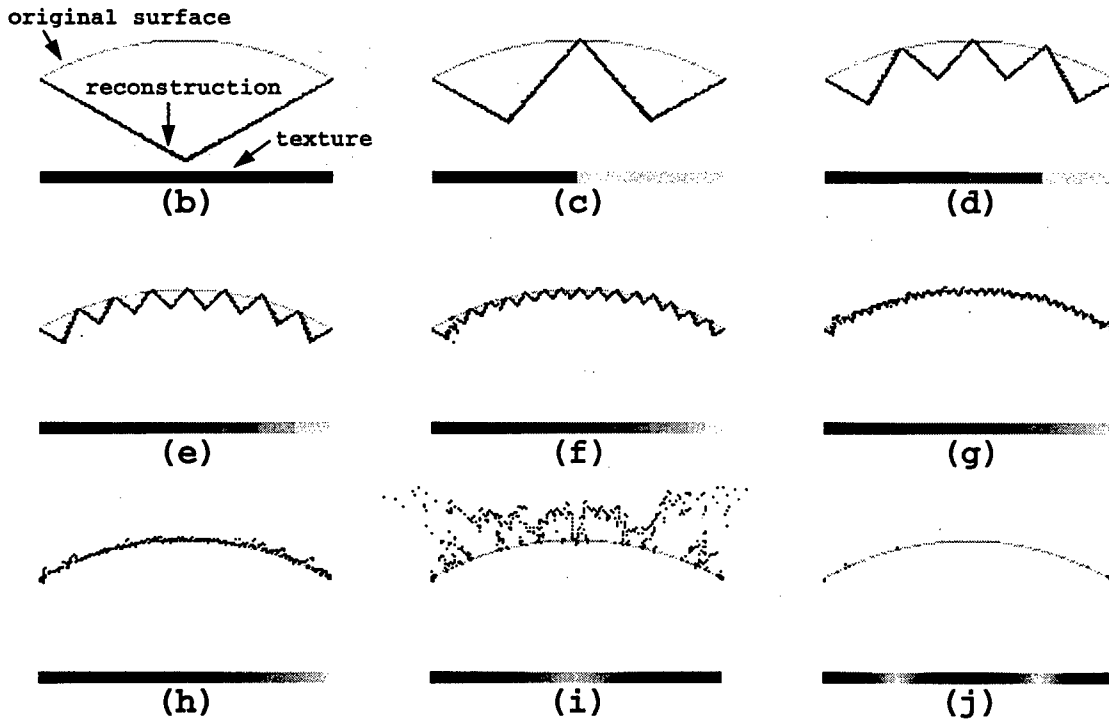 original surface
reconstruction
texture
(b)
(c)
(d)
(e)
(f)
(g)
(h)
(i)
(j)